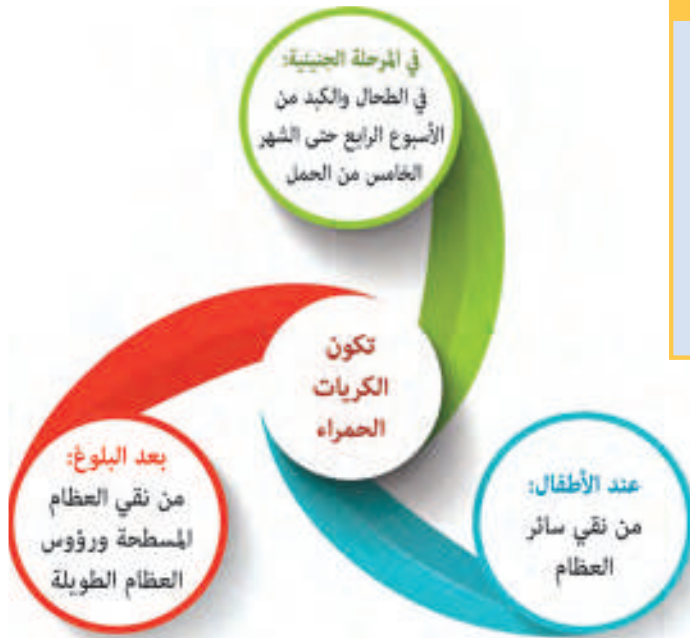 في المرحلة الجنينية:
في الطحال والكبد من
الأسبوع الرابع حتى الشهر
الخامس من الحمل
تكون
الكريات
الحمراء
عند الأطفال:
من نقي سائر
العظام
بعد البلوغ:
من نقي العظام
المسطحة ورؤوس
العظام الطويلة